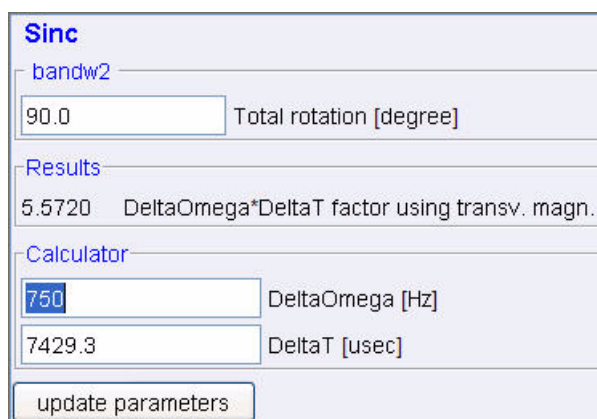 Sinc
bandw2
90.0 Total rotation [degree]
Results
5.5720 DeltaOmega*DeltaT factor using transv. magn.
Calculator
750 DeltaOmega [Hz]
7429.3 DeltaT [usec]
update parameters